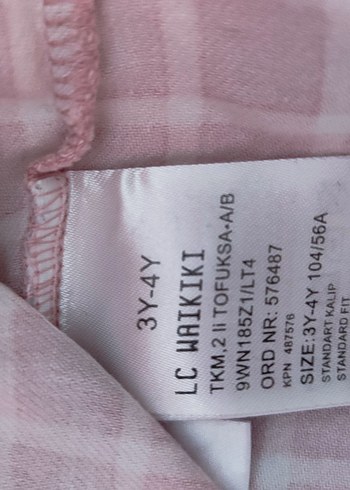 3Y-4Y
LC WAIKIKI
TKM,2 li TOFUKSA+A/B
9WN185Z1/LT4
ORD NR: 576487
KPN 487576
SIZE:3Y-4Y 104/56A
STANDART KALIP
STANDARD FIT